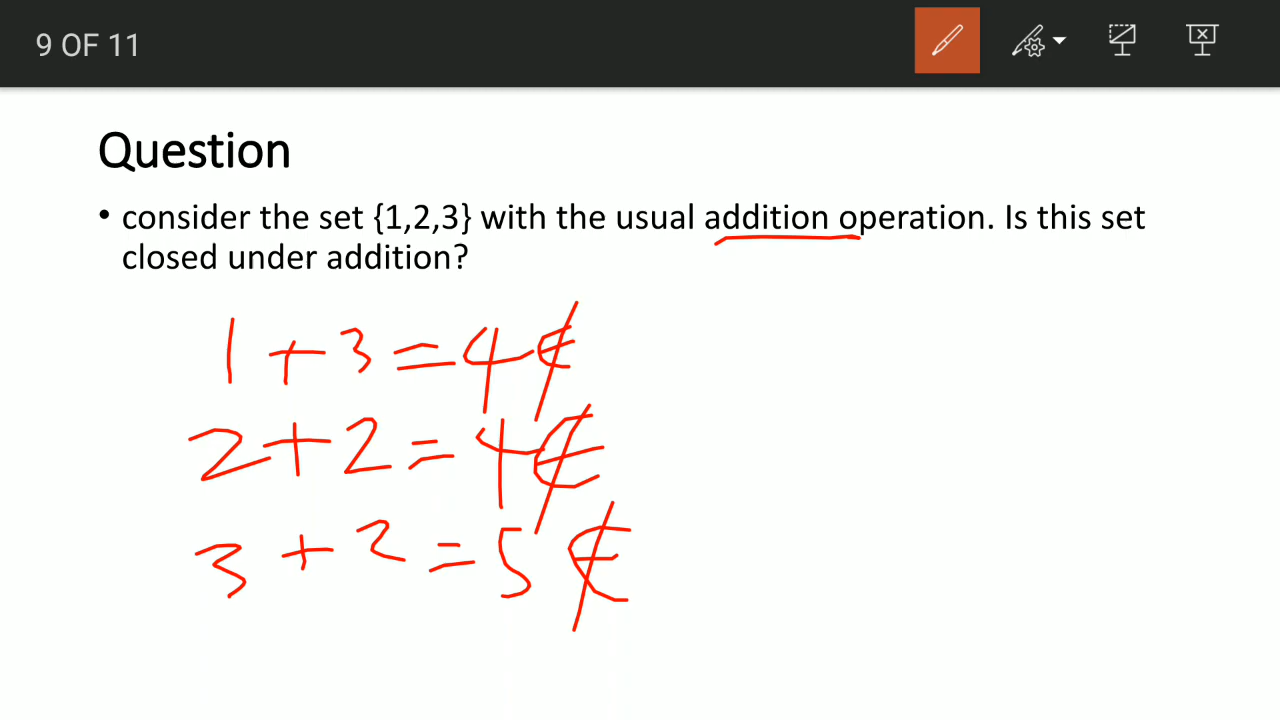 9 OF 11
Question
• consider the set {1,2,3} with the usual addition operation. Is this set
closed under addition?
1 + 3 = 4 ∉
2 + 2 = 4 ∉
3 + 2 = 5 ∉